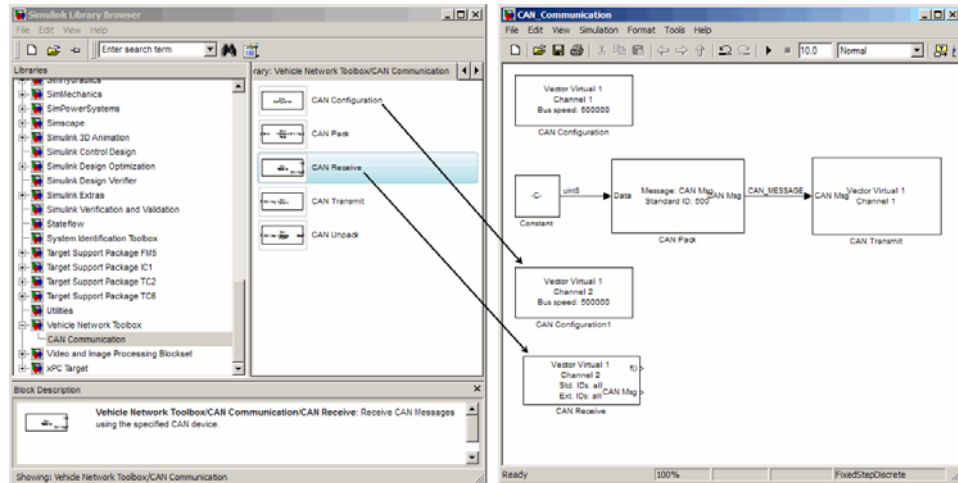 Simulink Library Browser
File Edit View Help
Enter search term
Libraries
SimHydraulics
SimMechanics
SimPowerSystems
Simscape
Simulink 3D Animation
Simulink Control Design
Simulink Design Optimization
Simulink Design Verifier
Simulink Extras
Simulink Verification and Validation
Stateflow
System Identification Toolbox
Target Support Package FM5
Target Support Package IC1
Target Support Package TC2
Target Support Package TC6
Utilities
Vehicle Network Toolbox
CAN Communication
Video and Image Processing Blockset
xPC Target
rary: Vehicle Network Toolbox/CAN Communication
CAN Configuration
CAN Pack
CAN Receive
CAN Transmit
CAN Unpack
Block Description
Vehicle Network Toolbox/CAN Communication/CAN Receive: Receive CAN Messages
using the specified CAN device.
Showing: Vehicle Network Toolbox/CAN Communication
CAN_Communication
File Edit View Simulation Format Tools Help
10.0 Normal
Vector Virtual 1
Channel 1
Bus speed: 500000
CAN Configuration
-C-
Constant
uint8
Data
Message: CAN Msg
Standard ID: 500
CAN Msg
CAN Pack
CAN_MESSAGE
CAN Msg
Vector Virtual 1
Channel 1
CAN Transmit
Vector Virtual 1
Channel 2
Bus speed: 500000
CAN Configuration1
Vector Virtual 1
Channel 2
Std. IDs: all
Ext. IDs: all
f()
CAN Msg
CAN Receive
Ready 100% FixedStepDiscrete